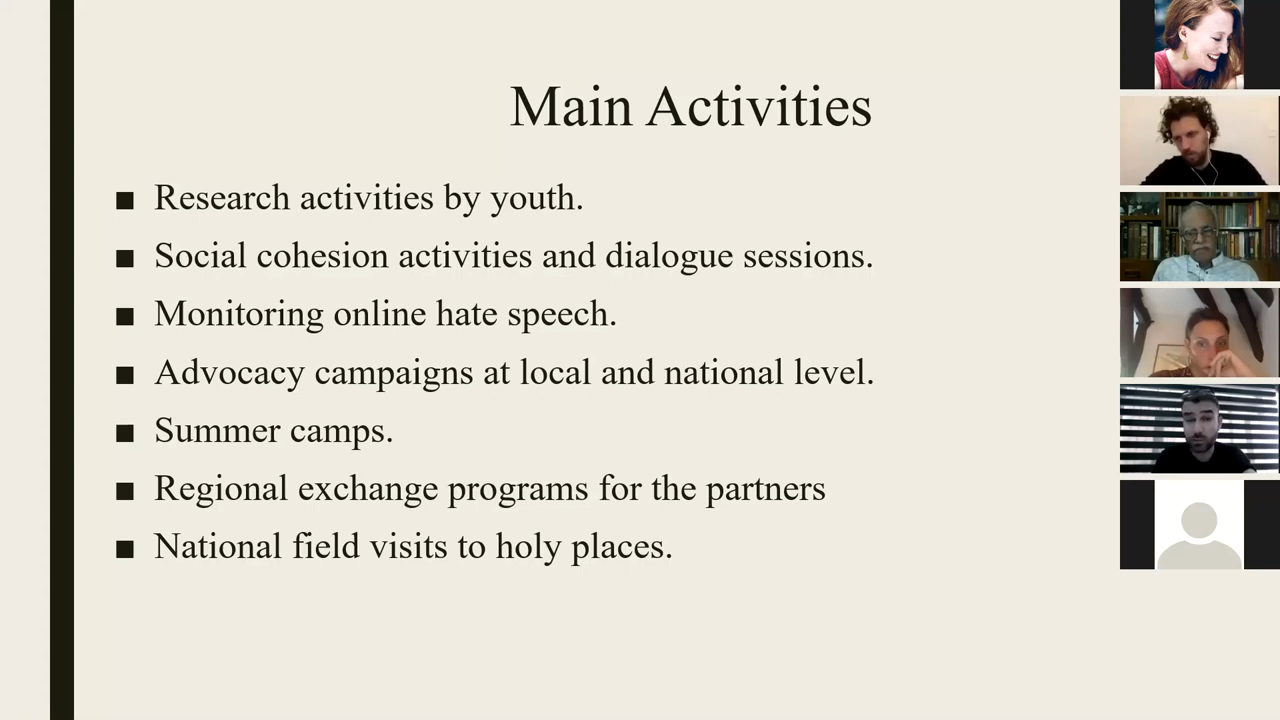 Main Activities
■ Research activities by youth.
■ Social cohesion activities and dialogue sessions.
■ Monitoring online hate speech.
■ Advocacy campaigns at local and national level.
■ Summer camps.
■ Regional exchange programs for the partners
■ National field visits to holy places.